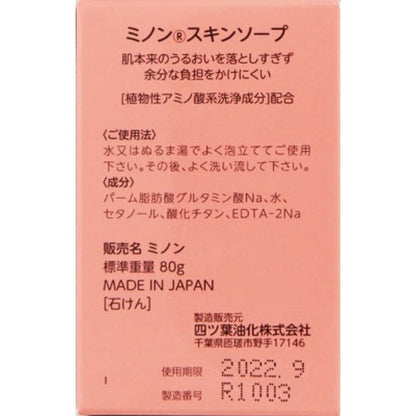 ミノン®スキンソープ
肌本来のうるおいを落としすぎず
余分な負担をかけにくい
[植物性アミノ酸系洗浄成分]配合
〈ご使用法〉
水又はぬるま湯でよく泡立ててご使用
下さい。その後、よく洗い流して下さい。
〈成分〉
パーム脂肪酸グルタミン酸Na、水、
セタノール、酸化チタン、EDTA-2Na
販売名 ミノン
標準重量 80g
MADE IN JAPAN
[石けん]
製造販売元
四ツ葉油化株式会社
千葉県匝瑳市野手17146
使用期限 2022.9
製造番号 R1003
I